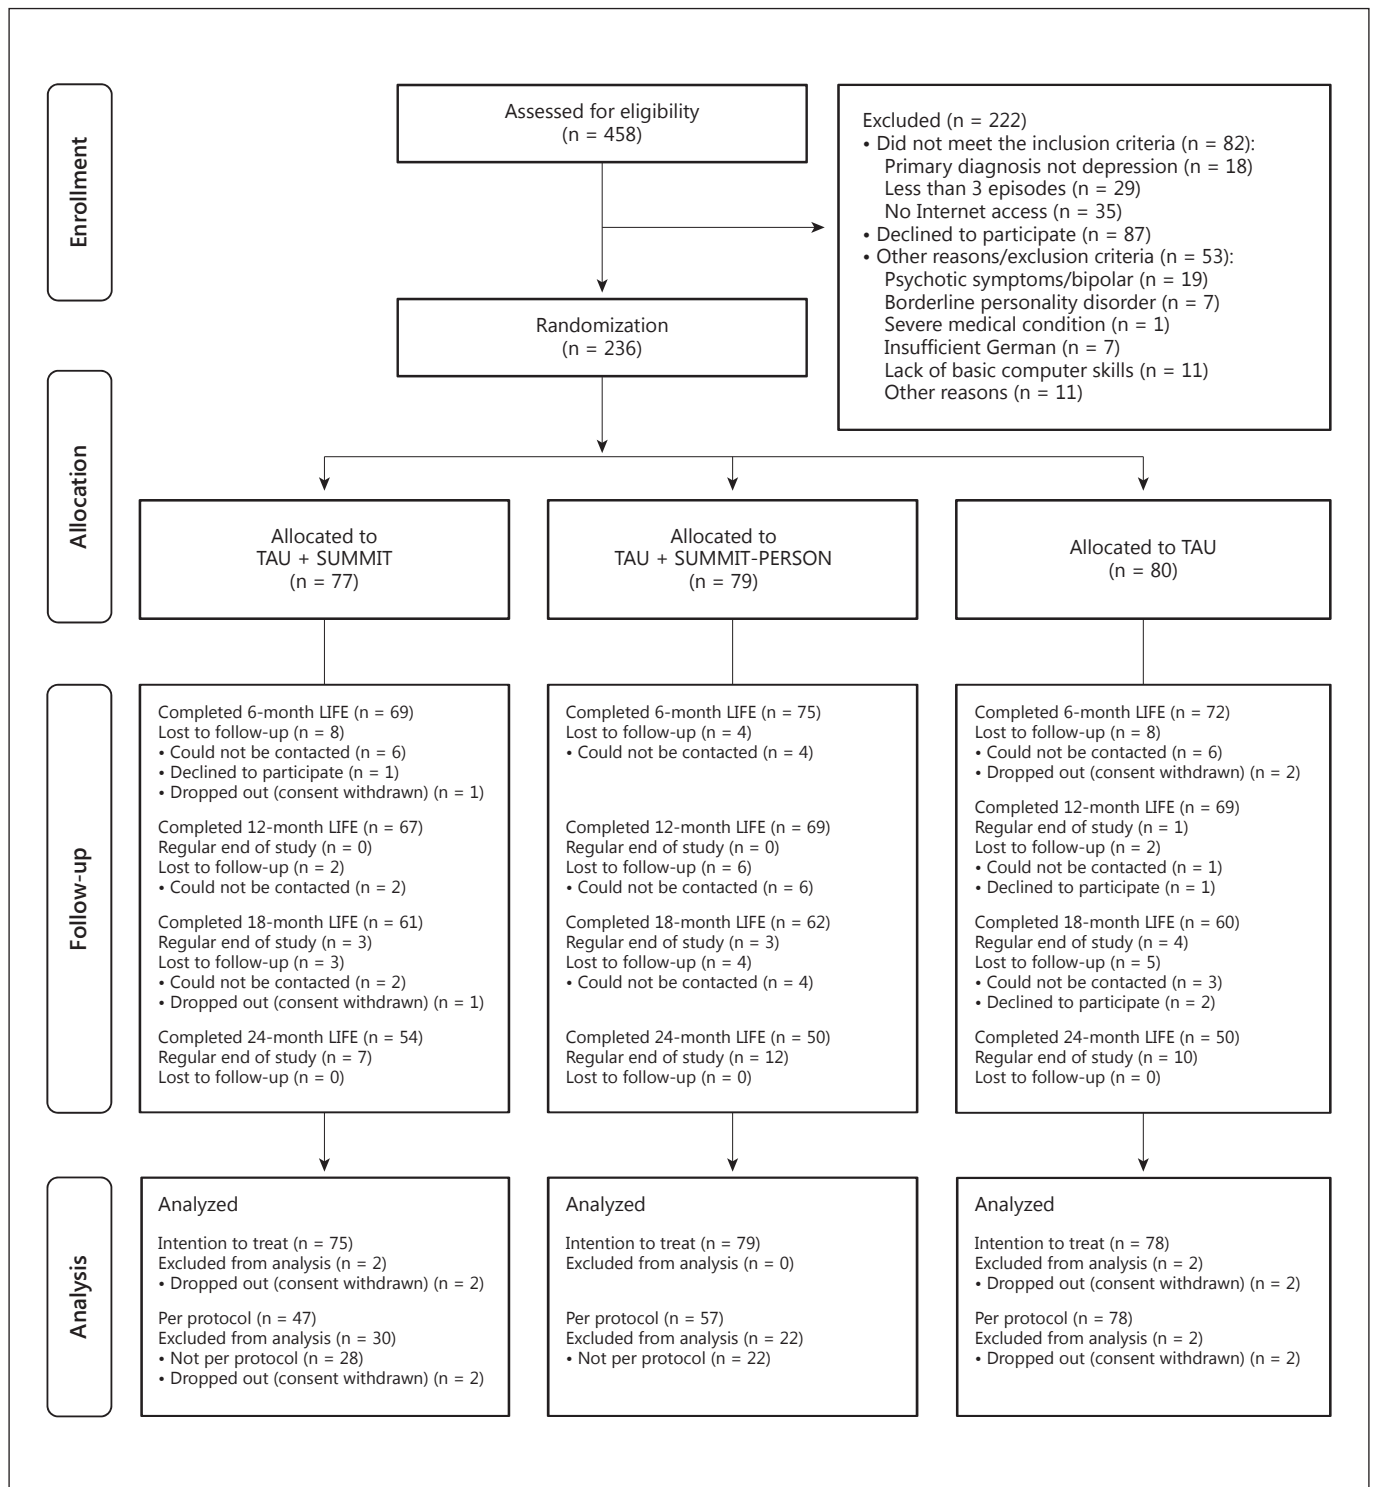 Enrollment
Assessed for eligibility
(n = 458)
Excluded (n = 222)
• Did not meet the inclusion criteria (n = 82):
Primary diagnosis not depression (n = 18)
Less than 3 episodes (n = 29)
No Internet access (n = 35)
• Declined to participate (n = 87)
• Other reasons/exclusion criteria (n = 53):
Psychotic symptoms/bipolar (n = 19)
Borderline personality disorder (n = 7)
Severe medical condition (n = 1)
Insufficient German (n = 7)
Lack of basic computer skills (n = 11)
Other reasons (n = 11)
Randomization
(n = 236)
Allocation
Allocated to
TAU + SUMMIT
(n = 77)
Allocated to
TAU + SUMMIT-PERSON
(n = 79)
Allocated to TAU
(n = 80)
Follow-up
Completed 6-month LIFE (n = 69)
Lost to follow-up (n = 8)
• Could not be contacted (n = 6)
• Declined to participate (n = 1)
• Dropped out (consent withdrawn) (n = 1)
Completed 12-month LIFE (n = 67)
Regular end of study (n = 0)
Lost to follow-up (n = 2)
• Could not be contacted (n = 2)
Completed 18-month LIFE (n = 61)
Regular end of study (n = 3)
Lost to follow-up (n = 3)
• Could not be contacted (n = 2)
• Dropped out (consent withdrawn) (n = 1)
Completed 24-month LIFE (n = 54)
Regular end of study (n = 7)
Lost to follow-up (n = 0)
Completed 6-month LIFE (n = 75)
Lost to follow-up (n = 4)
• Could not be contacted (n = 4)
Completed 12-month LIFE (n = 69)
Regular end of study (n = 0)
Lost to follow-up (n = 6)
• Could not be contacted (n = 6)
Completed 18-month LIFE (n = 62)
Regular end of study (n = 3)
Lost to follow-up (n = 4)
• Could not be contacted (n = 4)
Completed 24-month LIFE (n = 50)
Regular end of study (n = 12)
Lost to follow-up (n = 0)
Completed 6-month LIFE (n = 72)
Lost to follow-up (n = 8)
• Could not be contacted (n = 6)
• Dropped out (consent withdrawn) (n = 2)
Completed 12-month LIFE (n = 69)
Regular end of study (n = 1)
Lost to follow-up (n = 2)
• Could not be contacted (n = 1)
• Declined to participate (n = 1)
Completed 18-month LIFE (n = 60)
Regular end of study (n = 4)
Lost to follow-up (n = 5)
• Could not be contacted (n = 3)
• Declined to participate (n = 2)
Completed 24-month LIFE (n = 50)
Regular end of study (n = 10)
Lost to follow-up (n = 0)
Analysis
Analyzed
Intention to treat (n = 75)
Excluded from analysis (n = 2)
• Dropped out (consent withdrawn) (n = 2)
Per protocol (n = 47)
Excluded from analysis (n = 30)
• Not per protocol (n = 28)
• Dropped out (consent withdrawn) (n = 2)
Analyzed
Intention to treat (n = 79)
Excluded from analysis (n = 0)
Per protocol (n = 57)
Excluded from analysis (n = 22)
• Not per protocol (n = 22)
Analyzed
Intention to treat (n = 78)
Excluded from analysis (n = 2)
• Dropped out (consent withdrawn) (n = 2)
Per protocol (n = 78)
Excluded from analysis (n = 2)
• Dropped out (consent withdrawn) (n = 2)